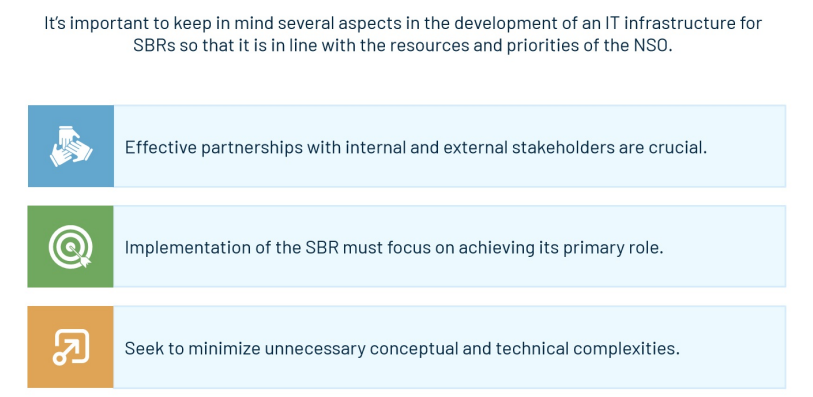 It's important to keep in mind several aspects in the development of an IT infrastructure for
SBRs so that it is in line with the resources and priorities of the NSO.
Effective partnerships with internal and external stakeholders are crucial.
Implementation of the SBR must focus on achieving its primary role.
Seek to minimize unnecessary conceptual and technical complexities.